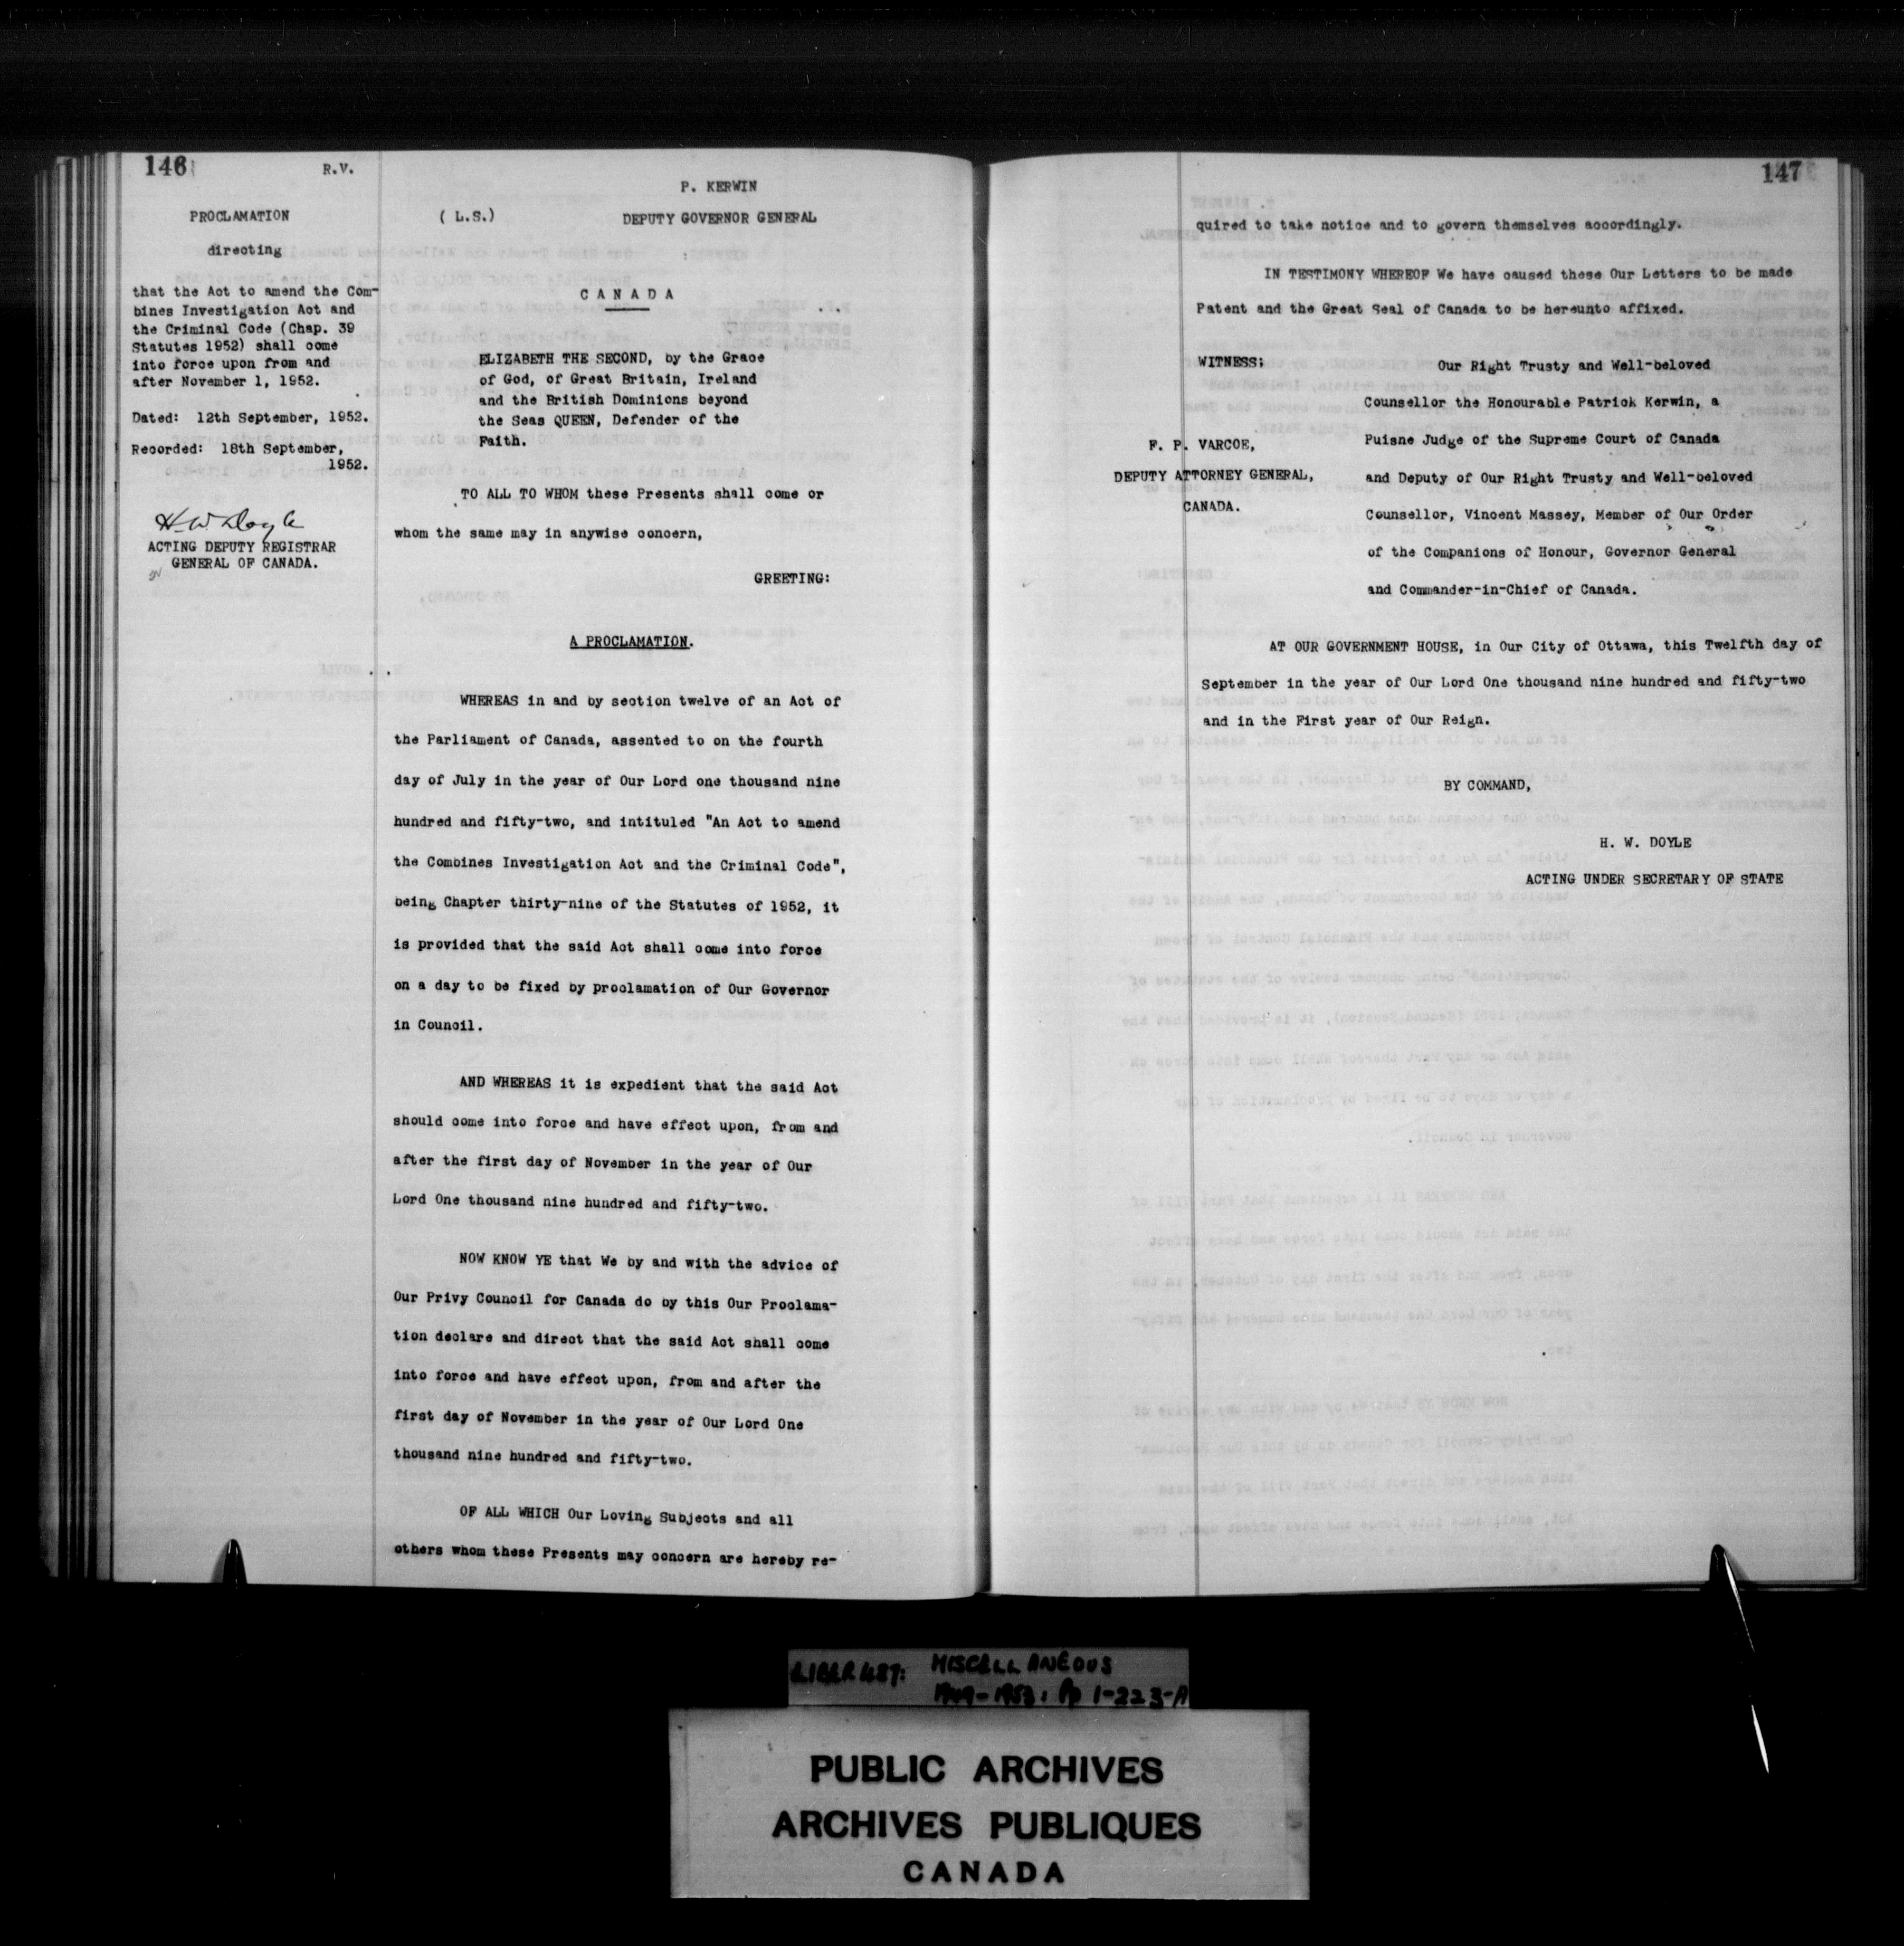 146
R.V.
PROCLAMATION
directing
that the Act to amend the Com-
bines Investigation Act and
the Criminal Code (Chap. 39
Statutes 1952) shall come
into force upon from and
after November 1, 1952.
Dated: 12th September, 1952.
Recorded: 18th September,
1952.
H.W. Doyle
ACTING DEPUTY REGISTRAR
GENERAL OF CANADA.
P. KERWIN
( L.S.) DEPUTY GOVERNOR GENERAL
C A N A D A
ELIZABETH THE SECOND, by the Grace
of God, of Great Britain, Ireland
and the British Dominions beyond
the Seas QUEEN, Defender of the
Faith.
TO ALL TO WHOM these Presents shall come or
whom the same may in anywise concern,
GREETING:
A PROCLAMATION.
WHEREAS in and by section twelve of an Act of
the Parliament of Canada, assented to on the fourth
day of July in the year of Our Lord one thousand nine
hundred and fifty-two, and intituled "An Act to amend
the Combines Investigation Act and the Criminal Code",
being Chapter thirty-nine of the Statutes of 1952, it
is provided that the said Act shall come into force
on a day to be fixed by proclamation of Our Governor
in Council.
AND WHEREAS it is expedient that the said Act
should come into force and have effect upon, from and
after the first day of November in the year of Our
Lord One thousand nine hundred and fifty-two.
NOW KNOW YE that We by and with the advice of
Our Privy Council for Canada do by this Our Proclama-
tion declare and direct that the said Act shall come
into force and have effect upon, from and after the
first day of November in the year of Our Lord One
thousand nine hundred and fifty-two.
OF ALL WHICH Our Loving Subjects and all
others whom these Presents may concern are hereby re-
147
quired to take notice and to govern themselves accordingly.
IN TESTIMONY WHEREOF We have caused these Our Letters to be made
Patent and the Great Seal of Canada to be hereunto affixed.
WITNESS: Our Right Trusty and Well-beloved
Counsellor the Honourable Patrick Kerwin, a
Puisne Judge of the Supreme Court of Canada
and Deputy of Our Right Trusty and Well-beloved
Counsellor, Vincent Massey, Member of Our Order
of the Companions of Honour, Governor General
and Commander-in-Chief of Canada.
F. P. VARCOE,
DEPUTY ATTORNEY GENERAL,
CANADA.
AT OUR GOVERNMENT HOUSE, in Our City of Ottawa, this Twelfth day of
September in the year of Our Lord One thousand nine hundred and fifty-two
and in the First year of Our Reign.
BY COMMAND,
H. W. DOYLE
ACTING UNDER SECRETARY OF STATE
LIBER 487: MISCELLANEOUS
1949-1953: Pp 1-223-A
PUBLIC ARCHIVES
ARCHIVES PUBLIQUES
CANADA